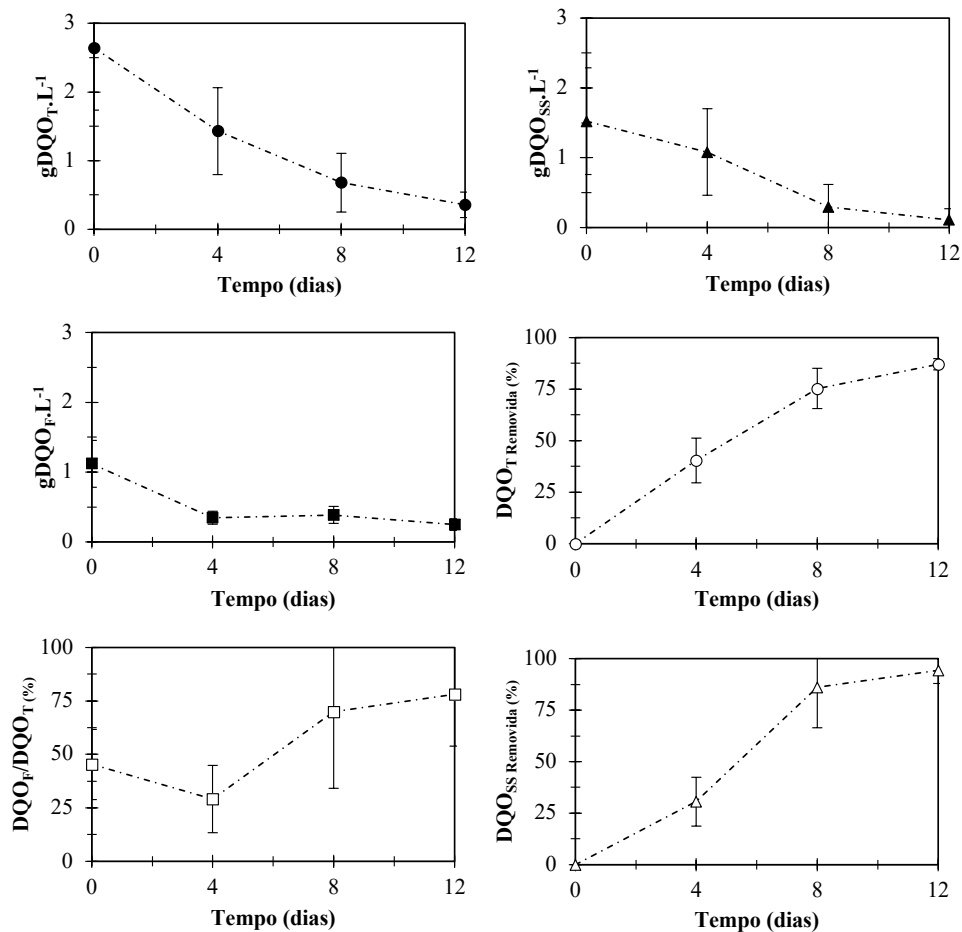 gDQO_T.L⁻¹
3
2
1
0
0 4 8 12
Tempo (dias)
gDQO_SS.L⁻¹
3
2
1
0
0 4 8 12
Tempo (dias)
gDQO_F.L⁻¹
3
2
1
0
0 4 8 12
Tempo (dias)
DQO_T Removida (%)
100
75
50
25
0
0 4 8 12
Tempo (dias)
DQO_F/DQO_T (%)
100
75
50
25
0
0 4 8 12
Tempo (dias)
DQO_SS Removida (%)
100
75
50
25
0
0 4 8 12
Tempo (dias)